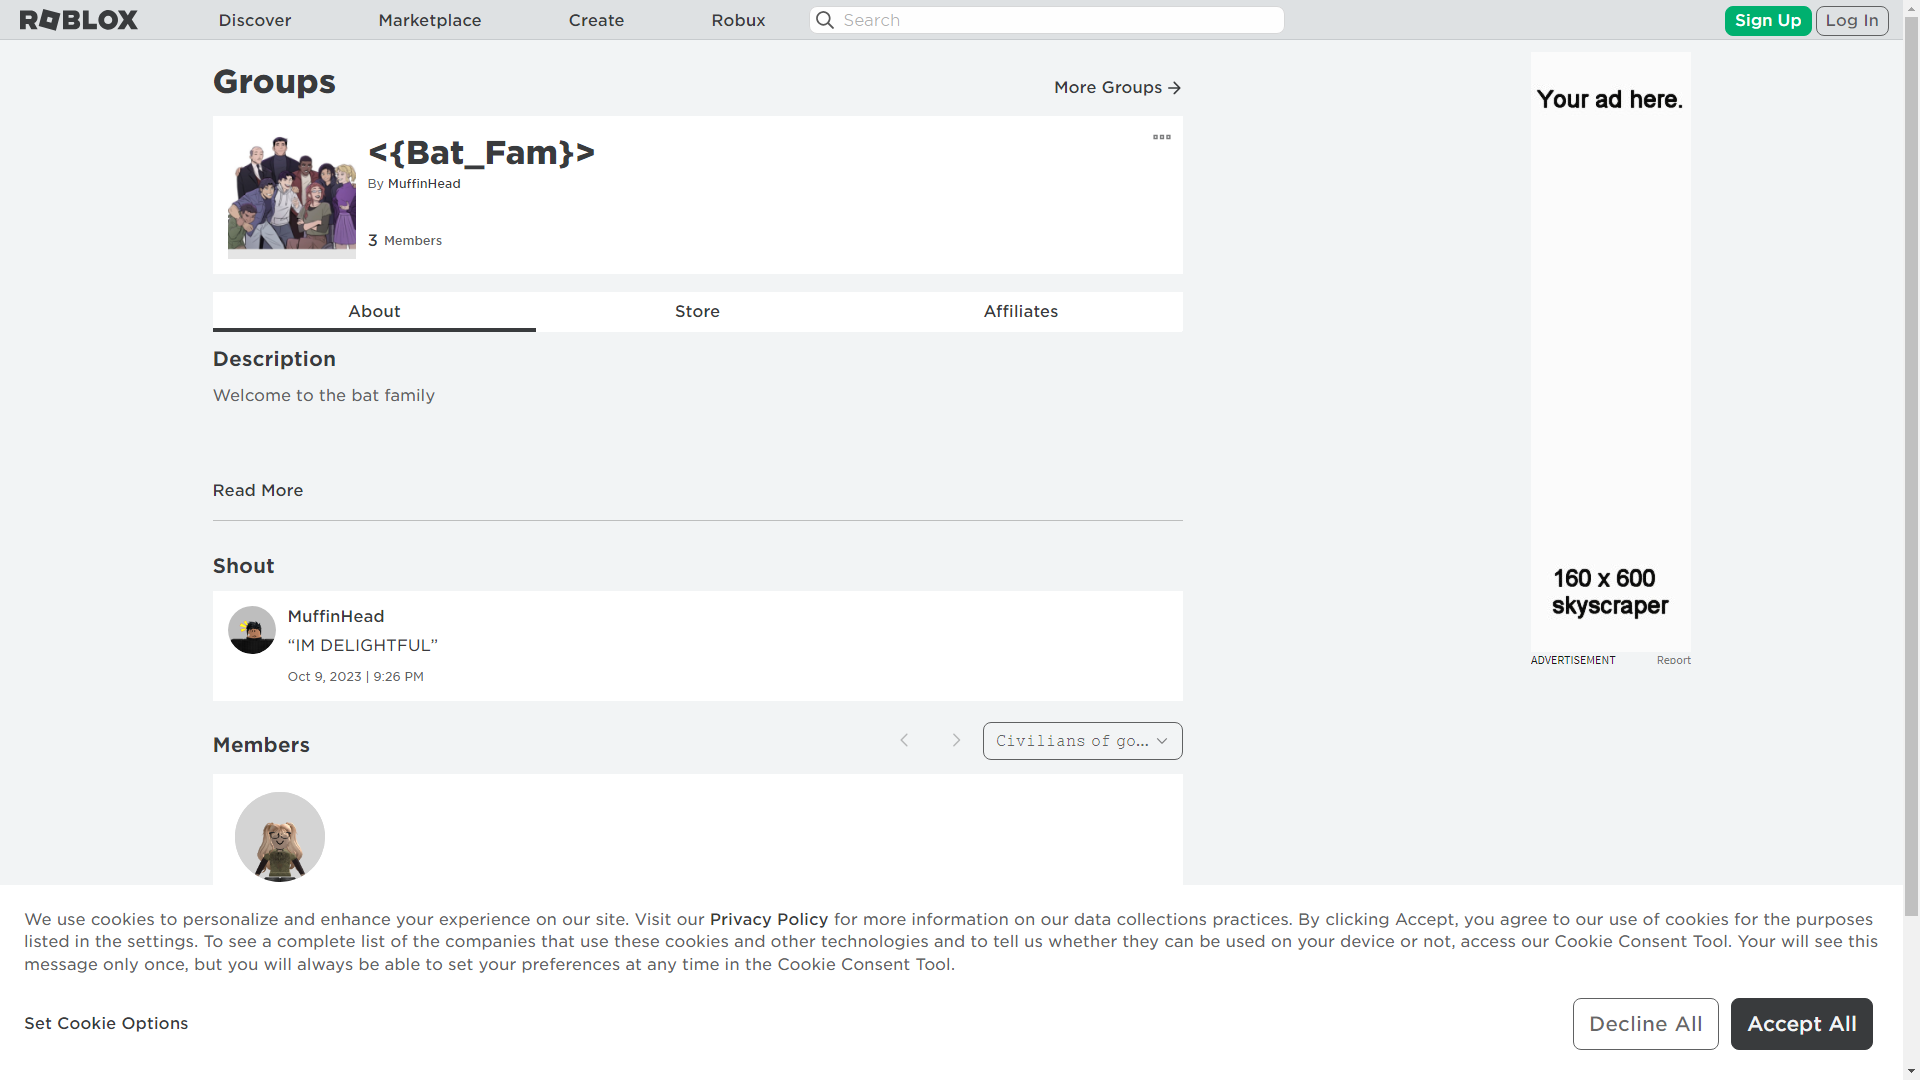 ROBLOX
Discover
Marketplace
Create
Robux
Search
Sign Up
Log In
Groups
More Groups
<{Bat_Fam}>
By MuffinHead
3 Members
About
Store
Affiliates
Description
Welcome to the bat family
Read More
Shout
MuffinHead
“IM DELIGHTFUL”
Oct 9, 2023 | 9:26 PM
Members
Civilians of go...
Your ad here.
160 x 600
skyscraper
ADVERTISEMENT
Report
We use cookies to personalize and enhance your experience on our site. Visit our Privacy Policy for more information on our data collections practices. By clicking Accept, you agree to our use of cookies for the purposes
listed in the settings. To see a complete list of the companies that use these cookies and other technologies and to tell us whether they can be used on your device or not, access our Cookie Consent Tool. Your will see this
message only once, but you will always be able to set your preferences at any time in the Cookie Consent Tool.
Set Cookie Options
Decline All
Accept All